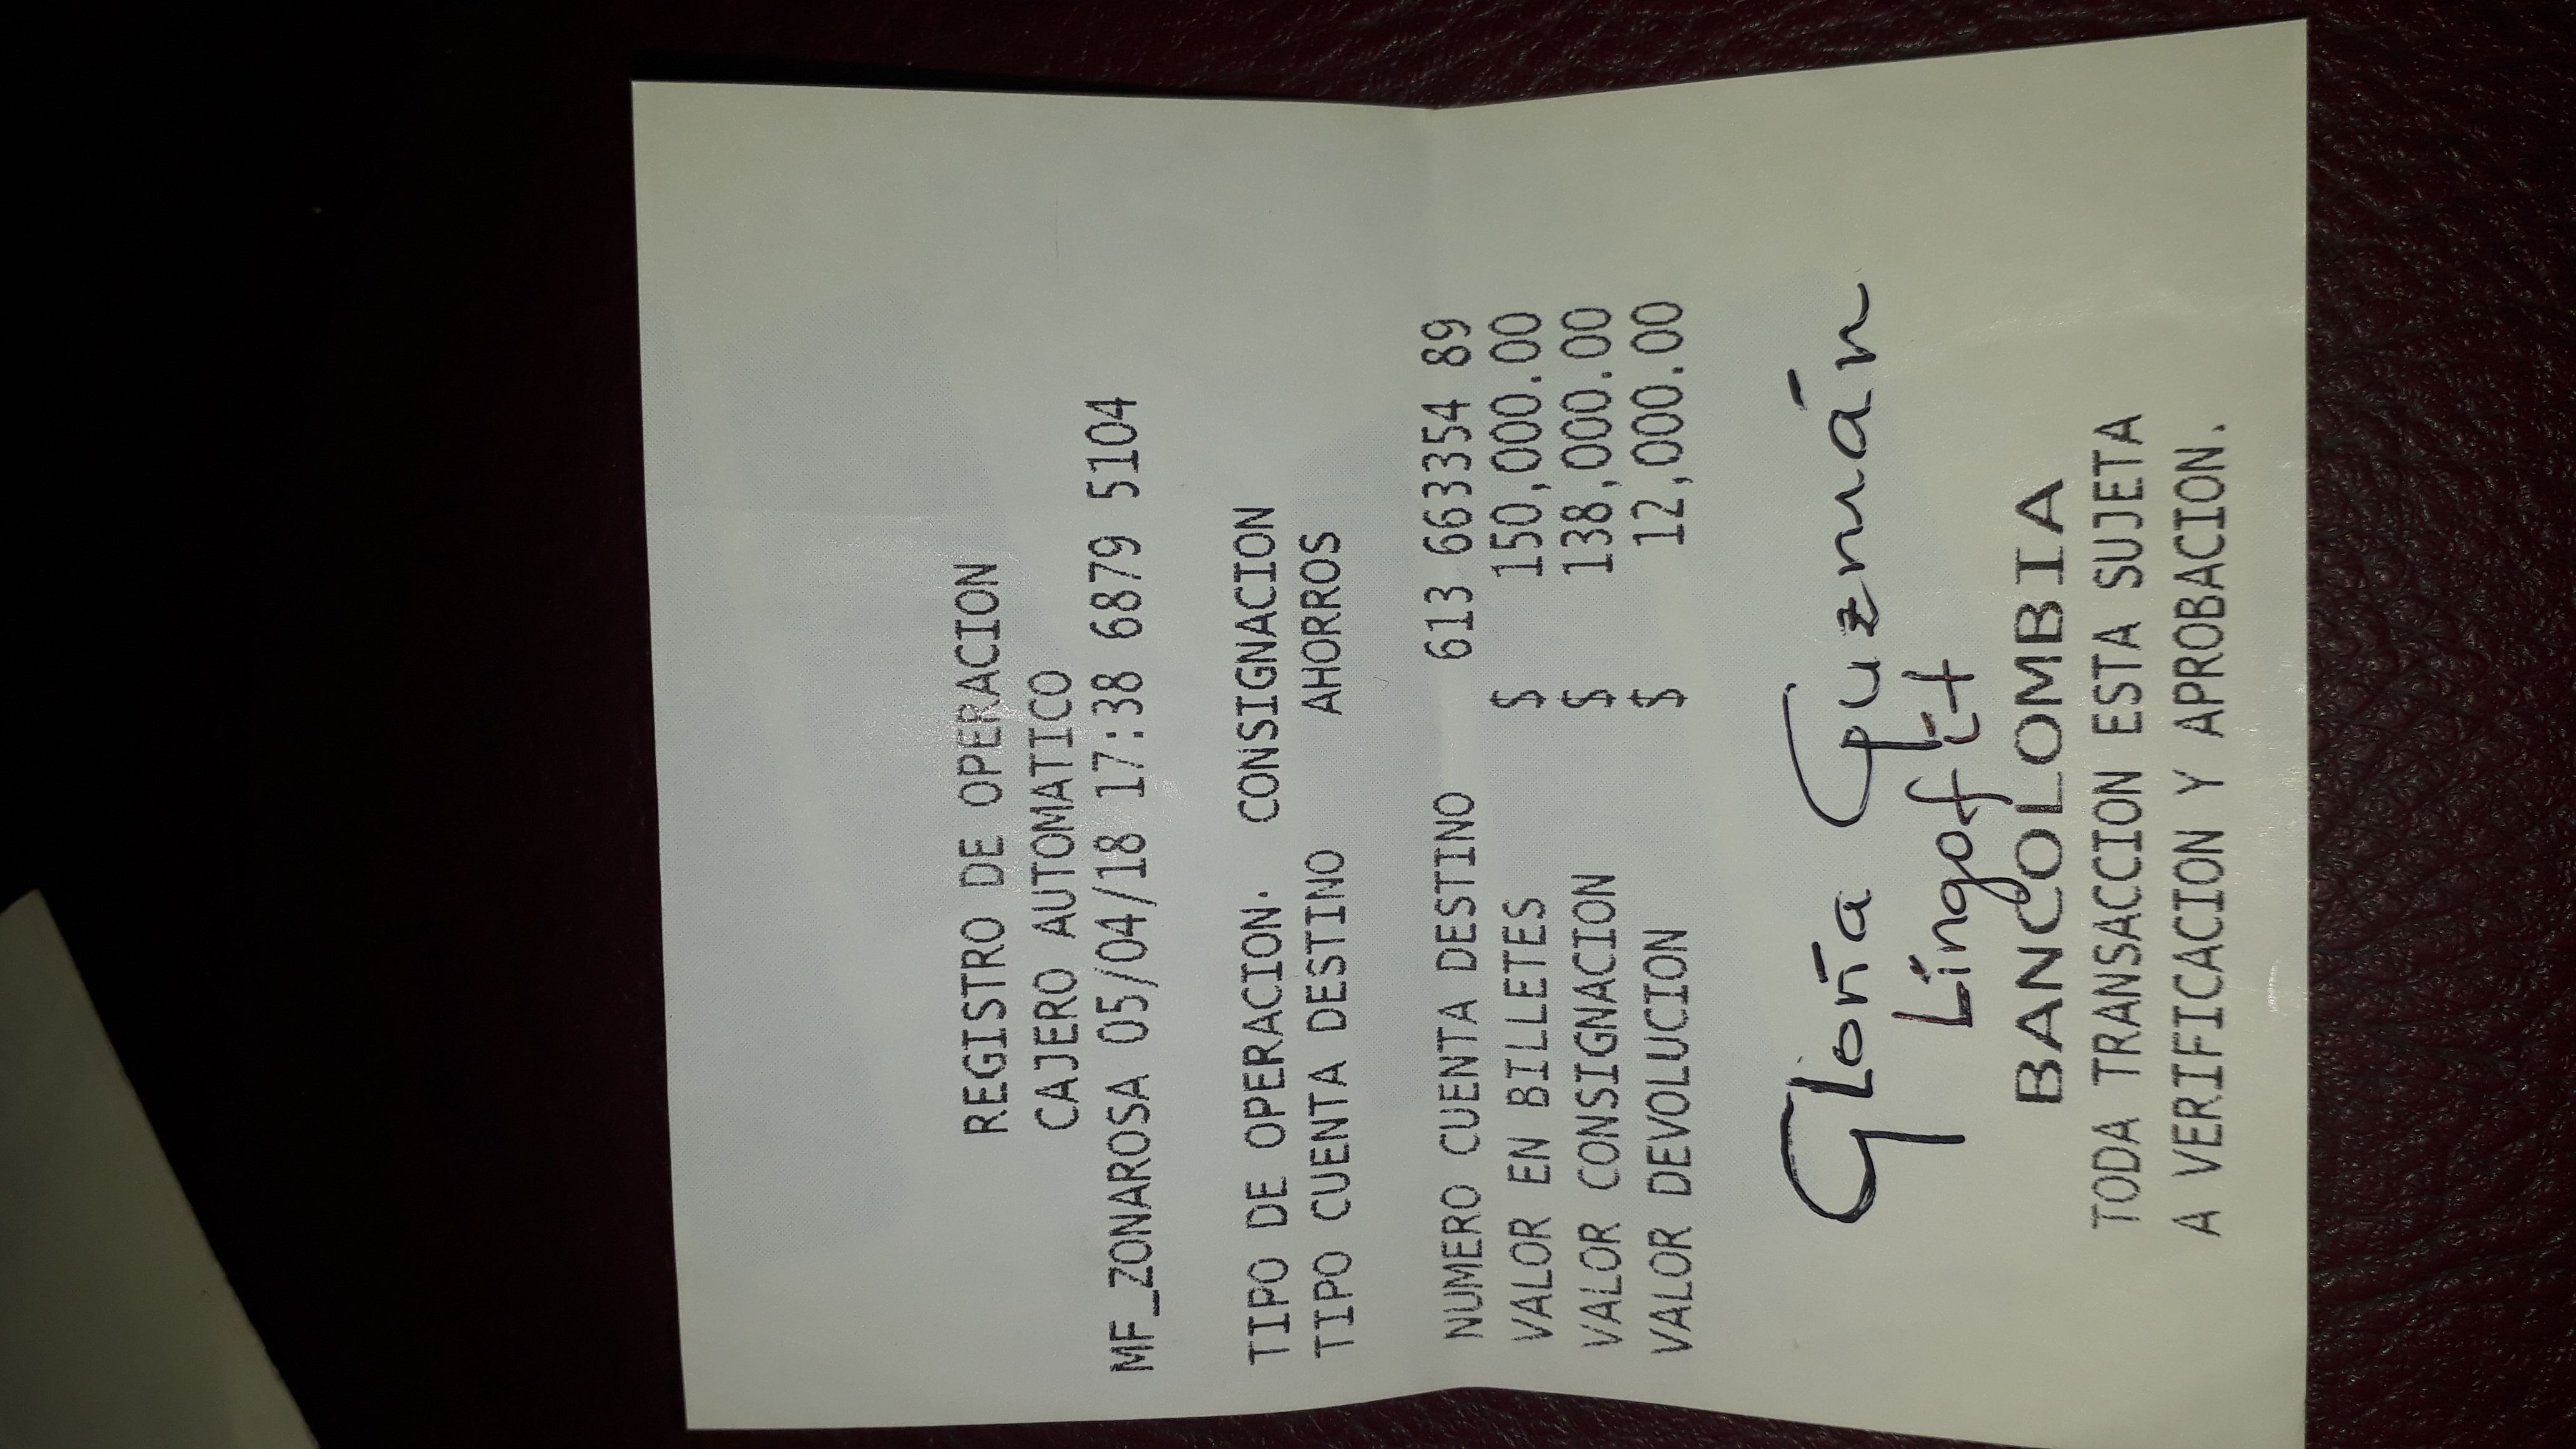 REGISTRO DE OPERACION
CAJERO AUTOMATICO
MF_ZONAROSA 05/04/18 17:38 6879 5104
TIPO DE OPERACION. CONSIGNACION
TIPO CUENTA DESTINO AHORROS
NUMERO CUENTA DESTINO 613 663354 89
VALOR EN BILLETES $ 150,000.00
VALOR CONSIGNACION $ 138,000.00
VALOR DEVOLUCION $ 12,000.00
Gloria Guzmán
BANCOLOMBIA
TODA TRANSACCION ESTA SUJETA
A VERIFICACION Y APROBACION.